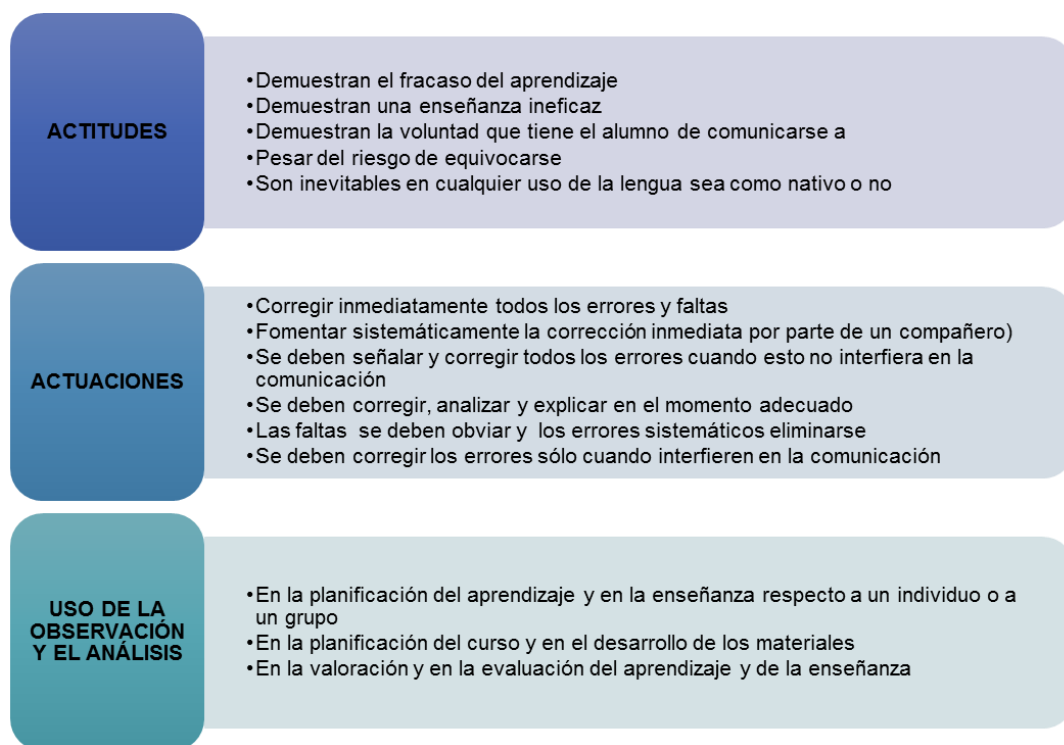 ACTITUDES
•Demuestran el fracaso del aprendizaje
•Demuestran una enseñanza ineficaz
•Demuestran la voluntad que tiene el alumno de comunicarse a
•Pesar del riesgo de equivocarse
•Son inevitables en cualquier uso de la lengua sea como nativo o no
ACTUACIONES
•Corregir inmediatamente todos los errores y faltas
•Fomentar sistemáticamente la corrección inmediata por parte de un compañero)
•Se deben señalar y corregir todos los errores cuando esto no interfiera en la
comunicación
•Se deben corregir, analizar y explicar en el momento adecuado
•Las faltas se deben obviar y los errores sistemáticos eliminarse
•Se deben corregir los errores sólo cuando interfieren en la comunicación
USO DE LA
OBSERVACIÓN
Y EL ANÁLISIS
•En la planificación del aprendizaje y en la enseñanza respecto a un individuo o a
un grupo
•En la planificación del curso y en el desarrollo de los materiales
•En la valoración y en la evaluación del aprendizaje y de la enseñanza